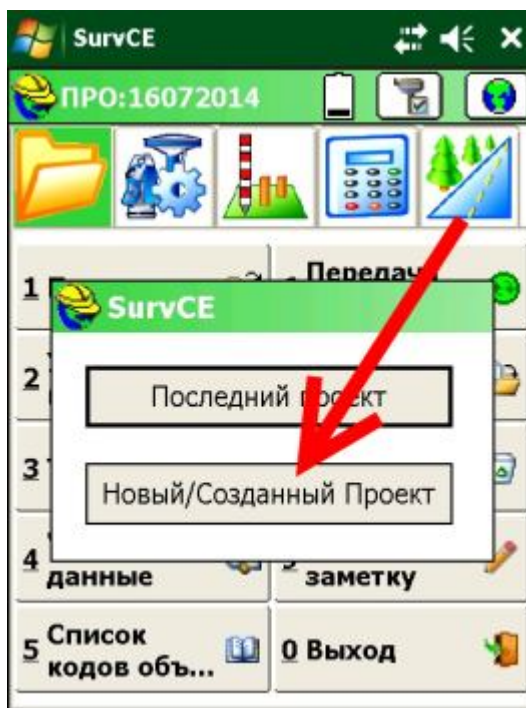 SurvCE
ПРО:16072014
1
Передача
SurvCE
2
Последний проект
3
Новый/Созданный Проект
4
данные
заметку
5 Список
кодов объ...
0 Выход